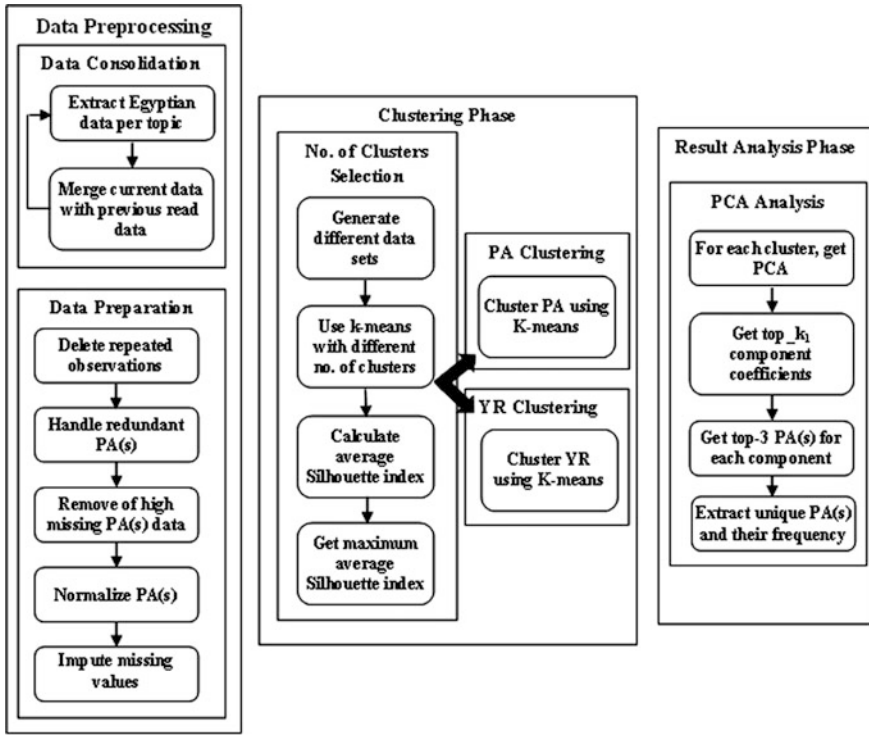 Data Preprocessing
Data Consolidation
Extract Egyptian
data per topic
Merge current data
with previous read
data
Data Preparation
Delete repeated
observations
Handle redundant
PA(s)
Remove of high
missing PA(s) data
Normalize PA(s)
Impute missing
values
Clustering Phase
No. of Clusters
Selection
Generate
different data
sets
Use k-means
with different
no. of clusters
Calculate
average
Silhouette index
Get maximum
average
Silhouette index
PA Clustering
Cluster PA using
K-means
YR Clustering
Cluster YR
using K-means
Result Analysis Phase
PCA Analysis
For each cluster, get
PCA
Get top_k₁
component
coefficients
Get top-3 PA(s) for
each component
Extract unique PA(s)
and their frequency